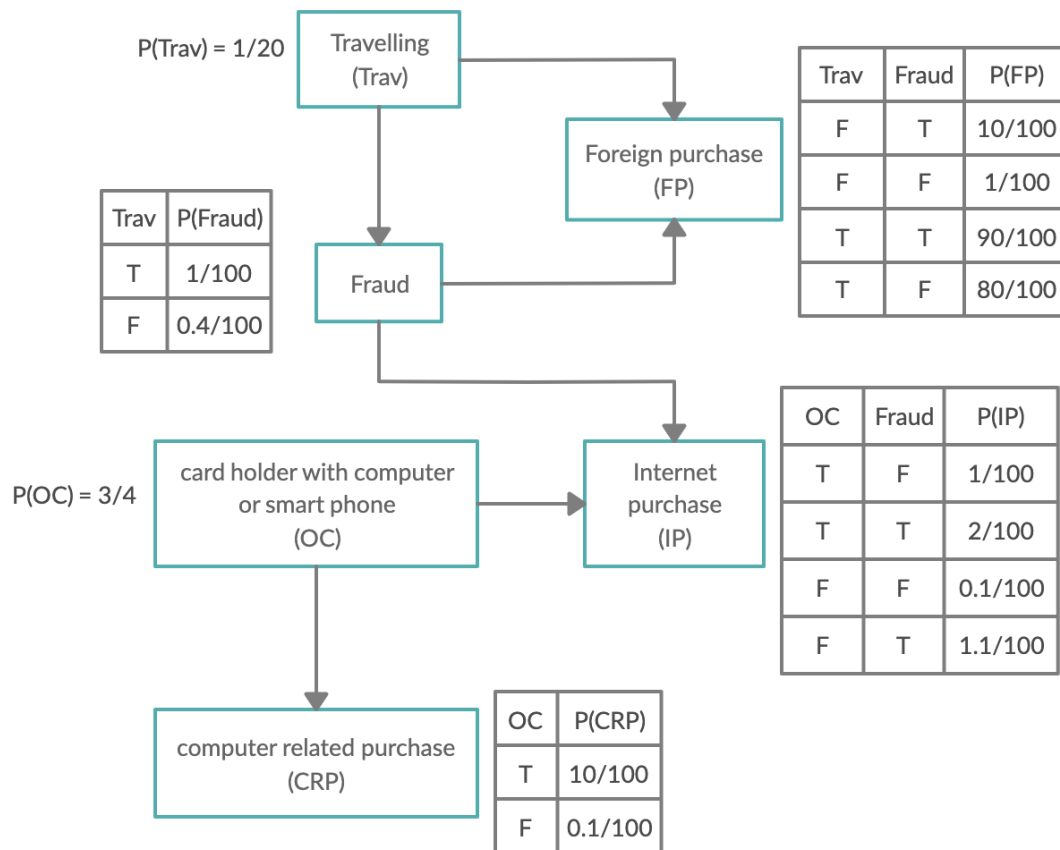 P(Trav) = 1/20
Travelling
(Trav)
Foreign purchase
(FP)
Trav Fraud P(FP)
F T 10/100
F F 1/100
T T 90/100
T F 80/100
Trav P(Fraud)
T 1/100
F 0.4/100
Fraud
P(OC) = 3/4
card holder with computer
or smart phone
(OC)
Internet
purchase
(IP)
OC Fraud P(IP)
T F 1/100
T T 2/100
F F 0.1/100
F T 1.1/100
computer related purchase
(CRP)
OC P(CRP)
T 10/100
F 0.1/100